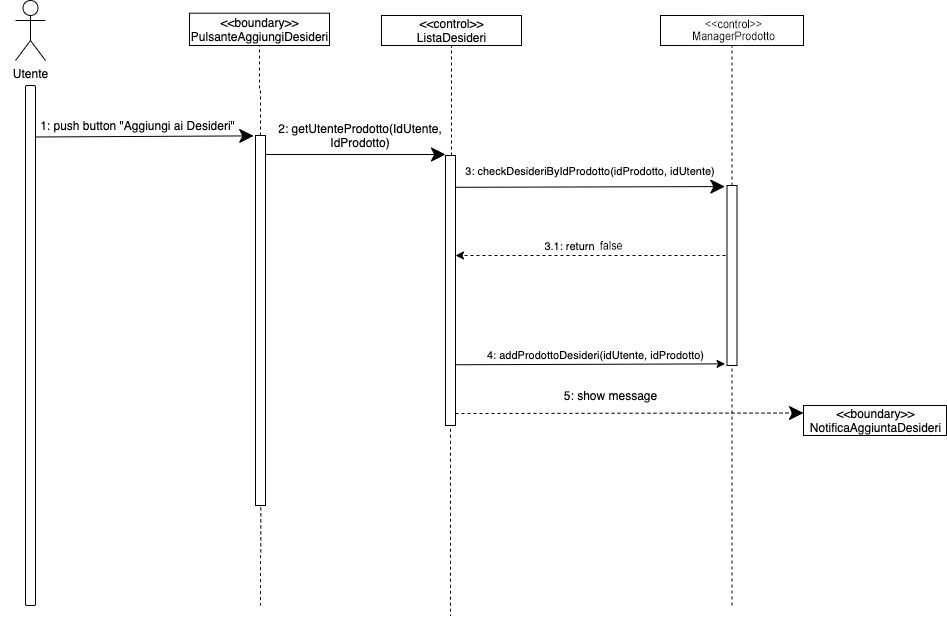 <<boundary>>
PulsanteAggiungiDesideri
<<control>>
ListaDesideri
<<control>>
ManagerProdotto
Utente
1: push button "Aggiungi ai Desideri"
2: getUtenteProdotto(IdUtente,
IdProdotto)
3: checkDesideriByIdProdotto(idProdotto, idUtente)
3.1: return false
4: addProdottoDesideri(idUtente, idProdotto)
5: show message
<<boundary>>
NotificaAggiuntaDesideri